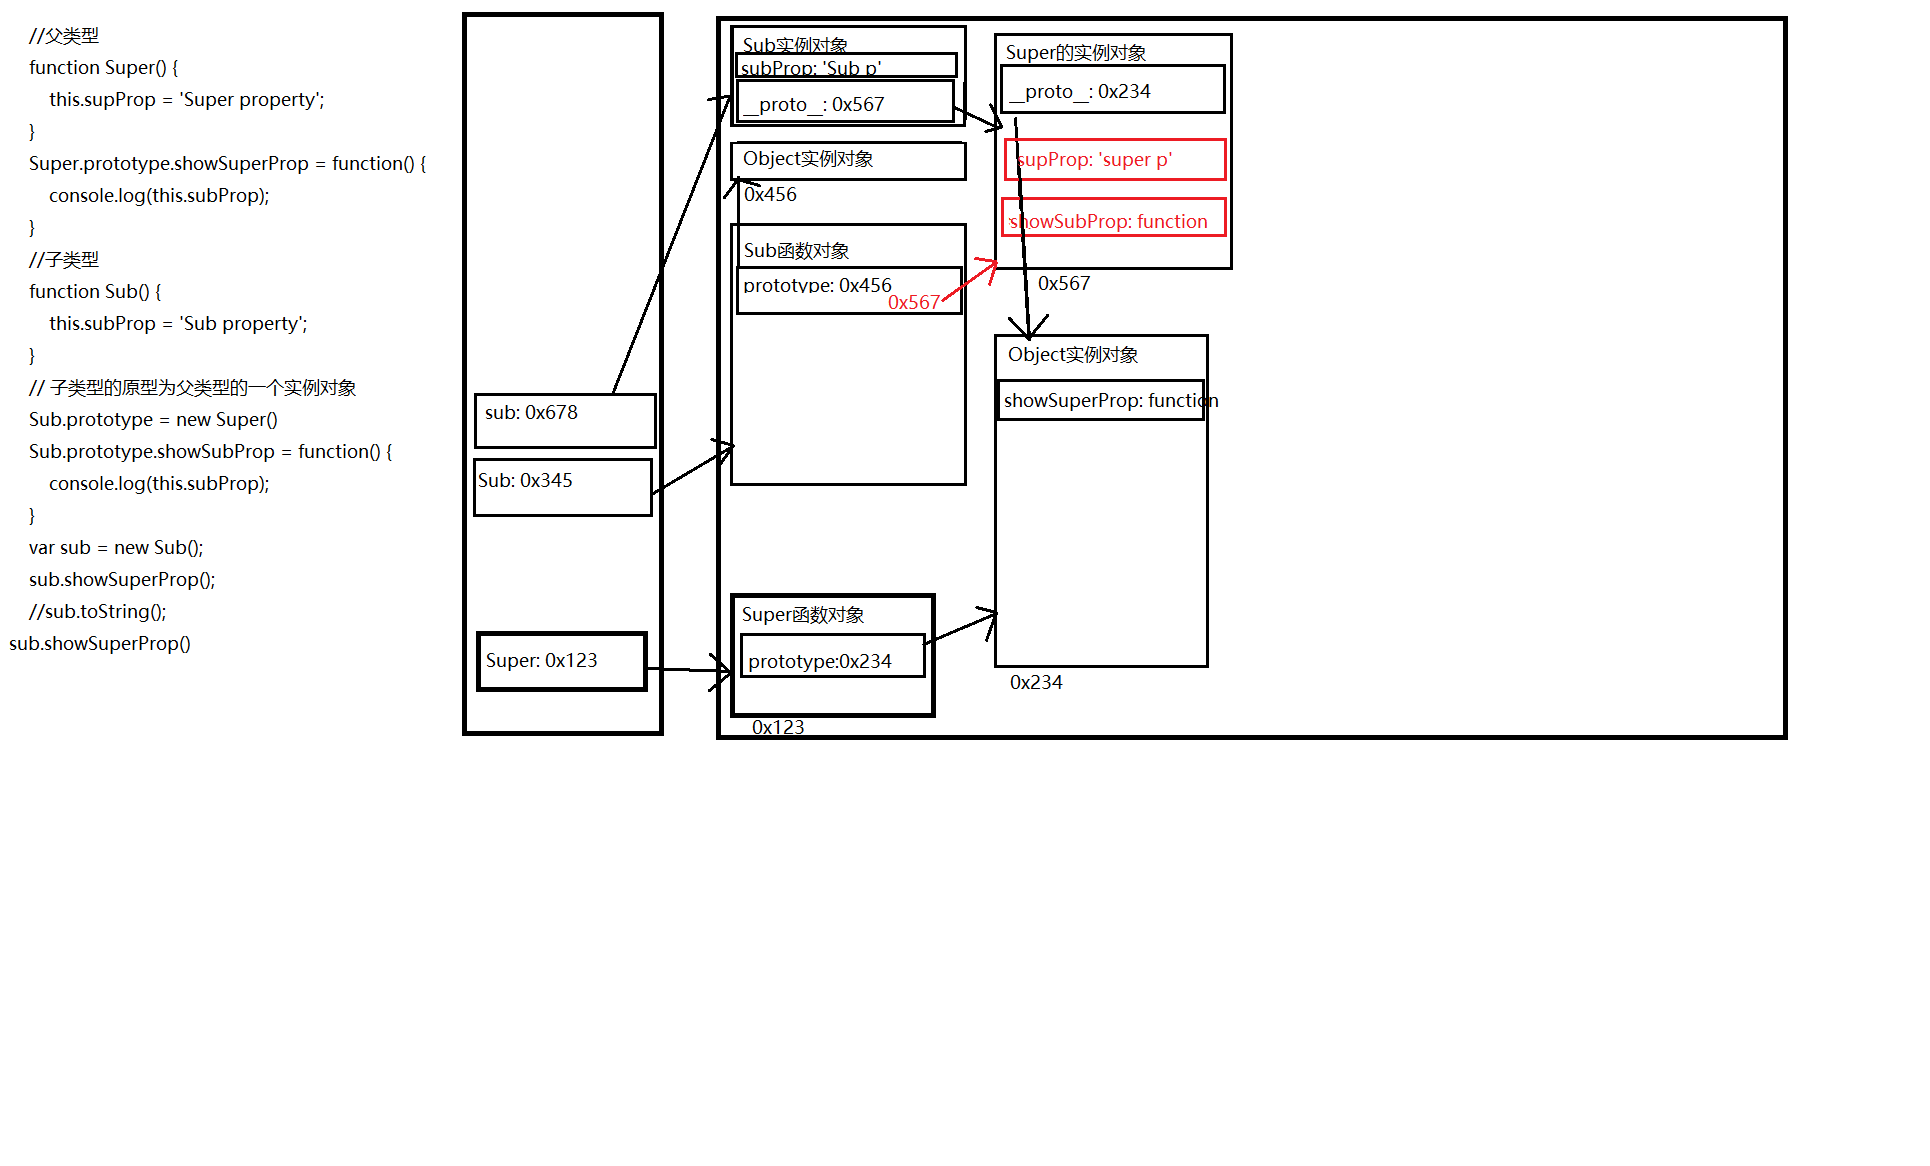 //父类型
function Super() {
this.supProp = 'Super property';
}
Super.prototype.showSuperProp = function() {
console.log(this.subProp);
}
//子类型
function Sub() {
this.subProp = 'Sub property';
}
// 子类型的原型为父类型的一个实例对象
Sub.prototype = new Super()
Sub.prototype.showSubProp = function() {
console.log(this.subProp);
}
var sub = new Sub();
sub.showSuperProp();
//sub.toString();
sub.showSuperProp()
sub: 0x678
Sub: 0x345
Super: 0x123
Sub实例对象
subProp: 'Sub p'
__proto__: 0x567
Object实例对象
0x456
Sub函数对象
prototype: 0x456
0x567
Super函数对象
prototype:0x234
0x123
Super的实例对象
__proto__: 0x234
supProp: 'super p'
showSubProp: function
0x567
Object实例对象
showSuperProp: function
0x234